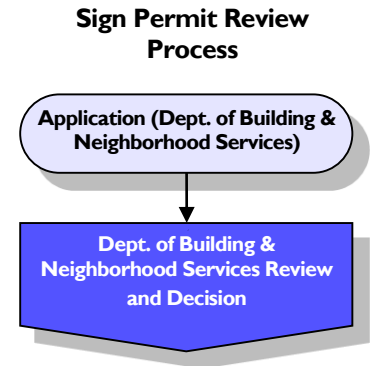 Sign Permit Review
Process
Application (Dept. of Building &
Neighborhood Services)
Dept. of Building &
Neighborhood Services Review
and Decision